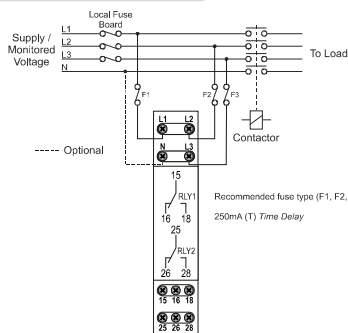 Local Fuse
Board
Supply /
Monitored
Voltage
L1
L2
L3
N
To Load
F1
F2
F3
Contactor
L1 L2
N L3
Optional
15
RLY1
16 18
25
RLY2
26 28
Recommended fuse type (F1, F2,
250mA (T) Time Delay
15 16 18
25 26 28